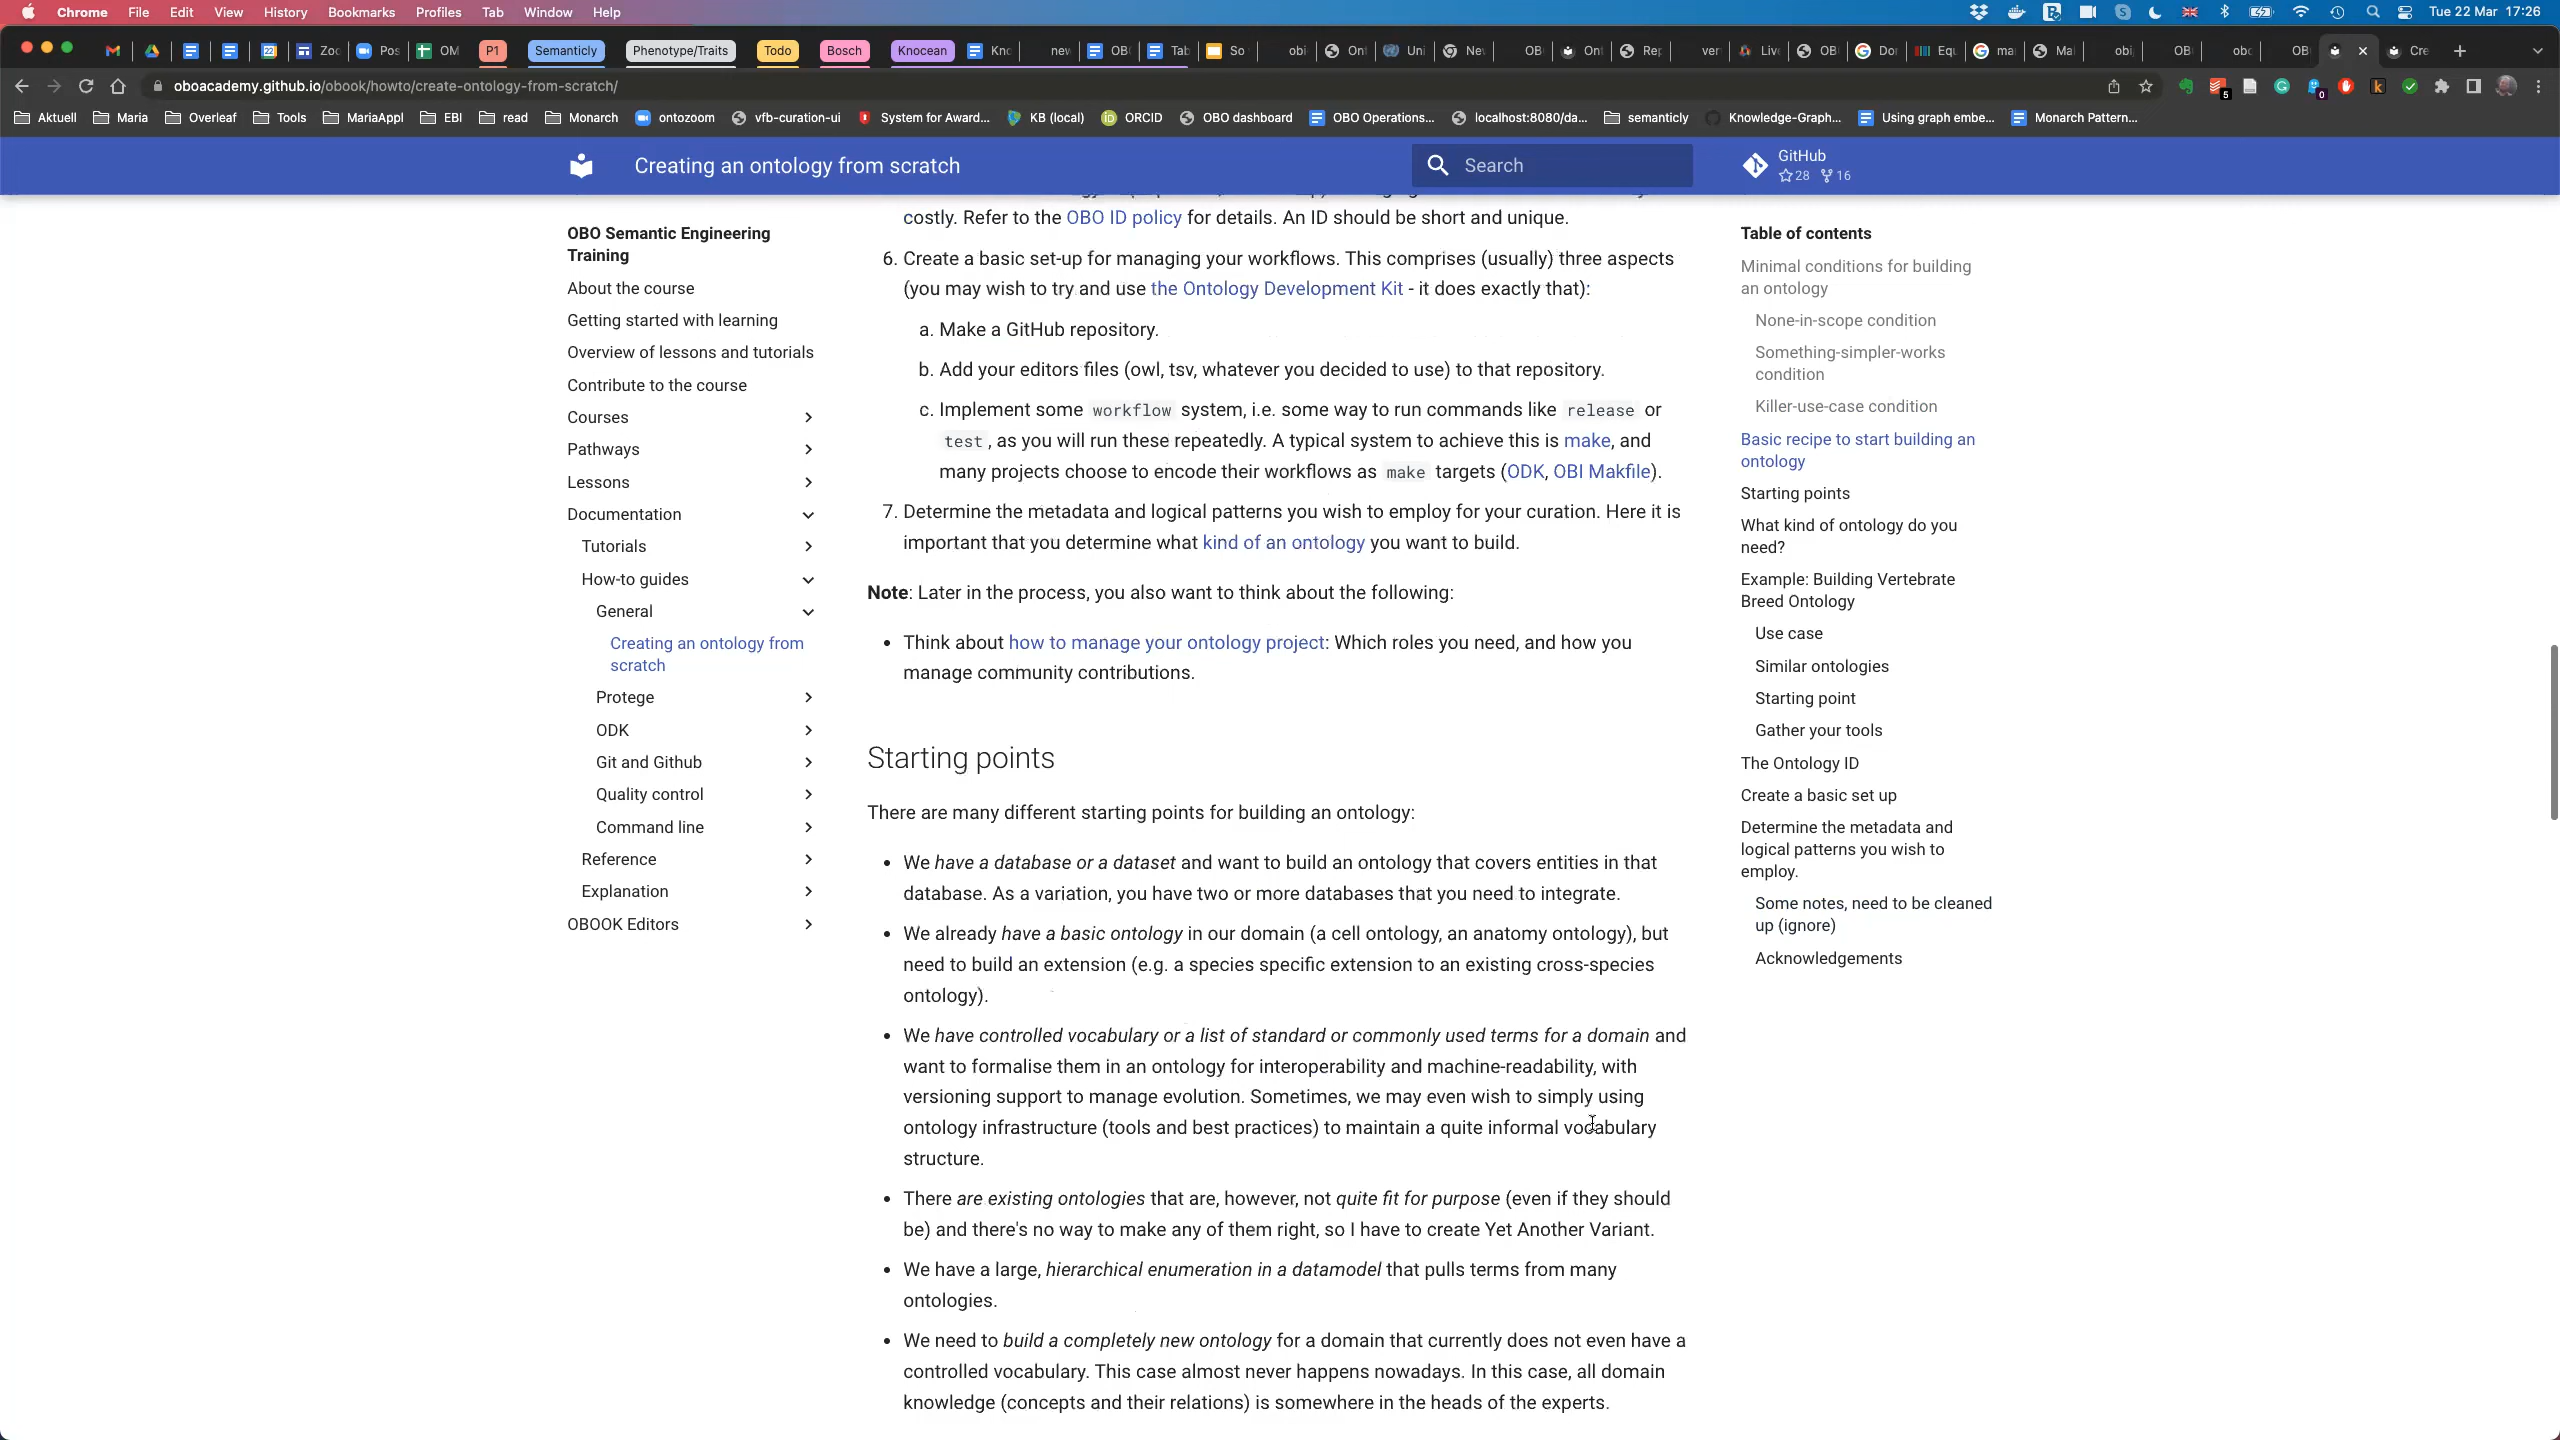 Chrome File Edit View History Bookmarks Profiles Tab Window Help Tue 22 Mar 17:26
Zoo Pos OM P1 Semanticly Phenotype/Traits Todo Bosch Knocean Knc nev OB Tab So obi Ont Uni Nev OB Ont Rep ver Live OB Dor Equ ma Mai obi OB obc OB Cre
oboacademy.github.io/obook/howto/create-ontology-from-scratch/
Aktuell Maria Overleaf Tools MariaAppl EBI read Monarch ontozoom vfb-curation-ui System for Award... KB (local) ORCID OBO dashboard OBO Operations... localhost:8080/da... semanticly Knowledge-Graph... Using graph embe... Monarch Pattern...
Creating an ontology from scratch
Search
GitHub
28 16
OBO Semantic Engineering
Training
About the course
Getting started with learning
Overview of lessons and tutorials
Contribute to the course
Courses
Pathways
Lessons
Documentation
Tutorials
How-to guides
General
Creating an ontology from
scratch
Protege
ODK
Git and Github
Quality control
Command line
Reference
Explanation
OBOOK Editors
costly. Refer to the OBO ID policy for details. An ID should be short and unique.
6. Create a basic set-up for managing your workflows. This comprises (usually) three aspects
(you may wish to try and use the Ontology Development Kit - it does exactly that):
a. Make a GitHub repository.
b. Add your editors files (owl, tsv, whatever you decided to use) to that repository.
c. Implement some workflow system, i.e. some way to run commands like release or
test, as you will run these repeatedly. A typical system to achieve this is make, and
many projects choose to encode their workflows as make targets (ODK, OBI Makfile).
7. Determine the metadata and logical patterns you wish to employ for your curation. Here it is
important that you determine what kind of an ontology you want to build.
Note: Later in the process, you also want to think about the following:
• Think about how to manage your ontology project: Which roles you need, and how you
manage community contributions.
Starting points
There are many different starting points for building an ontology:
• We have a database or a dataset and want to build an ontology that covers entities in that
database. As a variation, you have two or more databases that you need to integrate.
• We already have a basic ontology in our domain (a cell ontology, an anatomy ontology), but
need to build an extension (e.g. a species specific extension to an existing cross-species
ontology).
• We have controlled vocabulary or a list of standard or commonly used terms for a domain and
want to formalise them in an ontology for interoperability and machine-readability, with
versioning support to manage evolution. Sometimes, we may even wish to simply using
ontology infrastructure (tools and best practices) to maintain a quite informal vocabulary
structure.
• There are existing ontologies that are, however, not quite fit for purpose (even if they should
be) and there's no way to make any of them right, so I have to create Yet Another Variant.
• We have a large, hierarchical enumeration in a datamodel that pulls terms from many
ontologies.
• We need to build a completely new ontology for a domain that currently does not even have a
controlled vocabulary. This case almost never happens nowadays. In this case, all domain
knowledge (concepts and their relations) is somewhere in the heads of the experts.
Table of contents
Minimal conditions for building
an ontology
None-in-scope condition
Something-simpler-works
condition
Killer-use-case condition
Basic recipe to start building an
ontology
Starting points
What kind of ontology do you
need?
Example: Building Vertebrate
Breed Ontology
Use case
Similar ontologies
Starting point
Gather your tools
The Ontology ID
Create a basic set up
Determine the metadata and
logical patterns you wish to
employ.
Some notes, need to be cleaned
up (ignore)
Acknowledgements